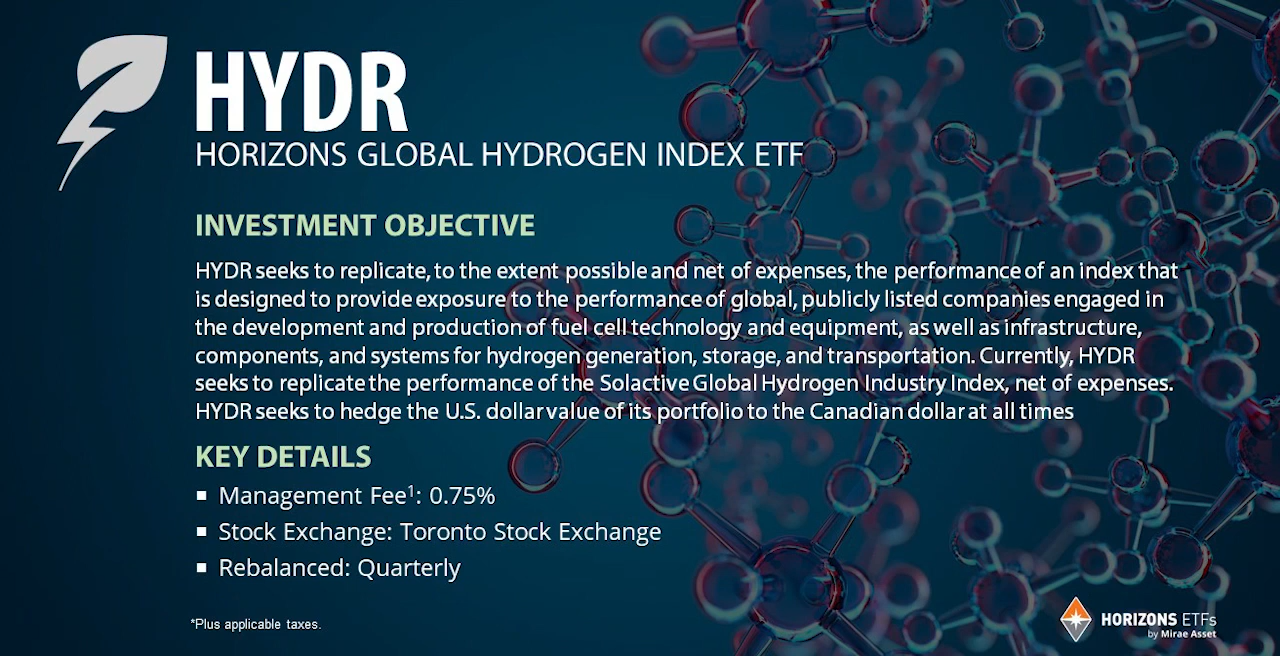 HYDR
HORIZONS GLOBAL HYDROGEN INDEX ETF
INVESTMENT OBJECTIVE
HYDR seeks to replicate, to the extent possible and net of expenses, the performance of an index that
is designed to provide exposure to the performance of global, publicly listed companies engaged in
the development and production of fuel cell technology and equipment, as well as infrastructure,
components, and systems for hydrogen generation, storage, and transportation. Currently, HYDR
seeks to replicate the performance of the Solactive Global Hydrogen Industry Index, net of expenses.
HYDR seeks to hedge the U.S. dollar value of its portfolio to the Canadian dollar at all times
KEY DETAILS
▪ Management Fee¹: 0.75%
▪ Stock Exchange: Toronto Stock Exchange
▪ Rebalanced: Quarterly
*Plus applicable taxes.
HORIZONS ETFs
by Mirae Asset